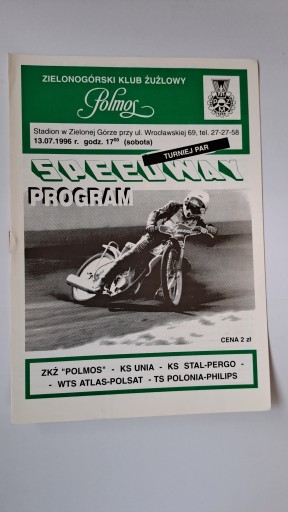 ZIELONOGÓRSKI KLUB ŻUŻLOWY
Polmos
Stadion w Zielonej Górze przy ul. Wrocławskiej 69, tel. 27-27-58
13.07.1996 r. godz. 17⁰⁰ (sobota)
TURNIEJ PAR
SPEEDWAY
PROGRAM
CENA 2 zł
ZKŻ "POLMOS" - KS UNIA - KS STAL-PERGO -
- WTS ATLAS-POLSAT - TS POLONIA-PHILIPS